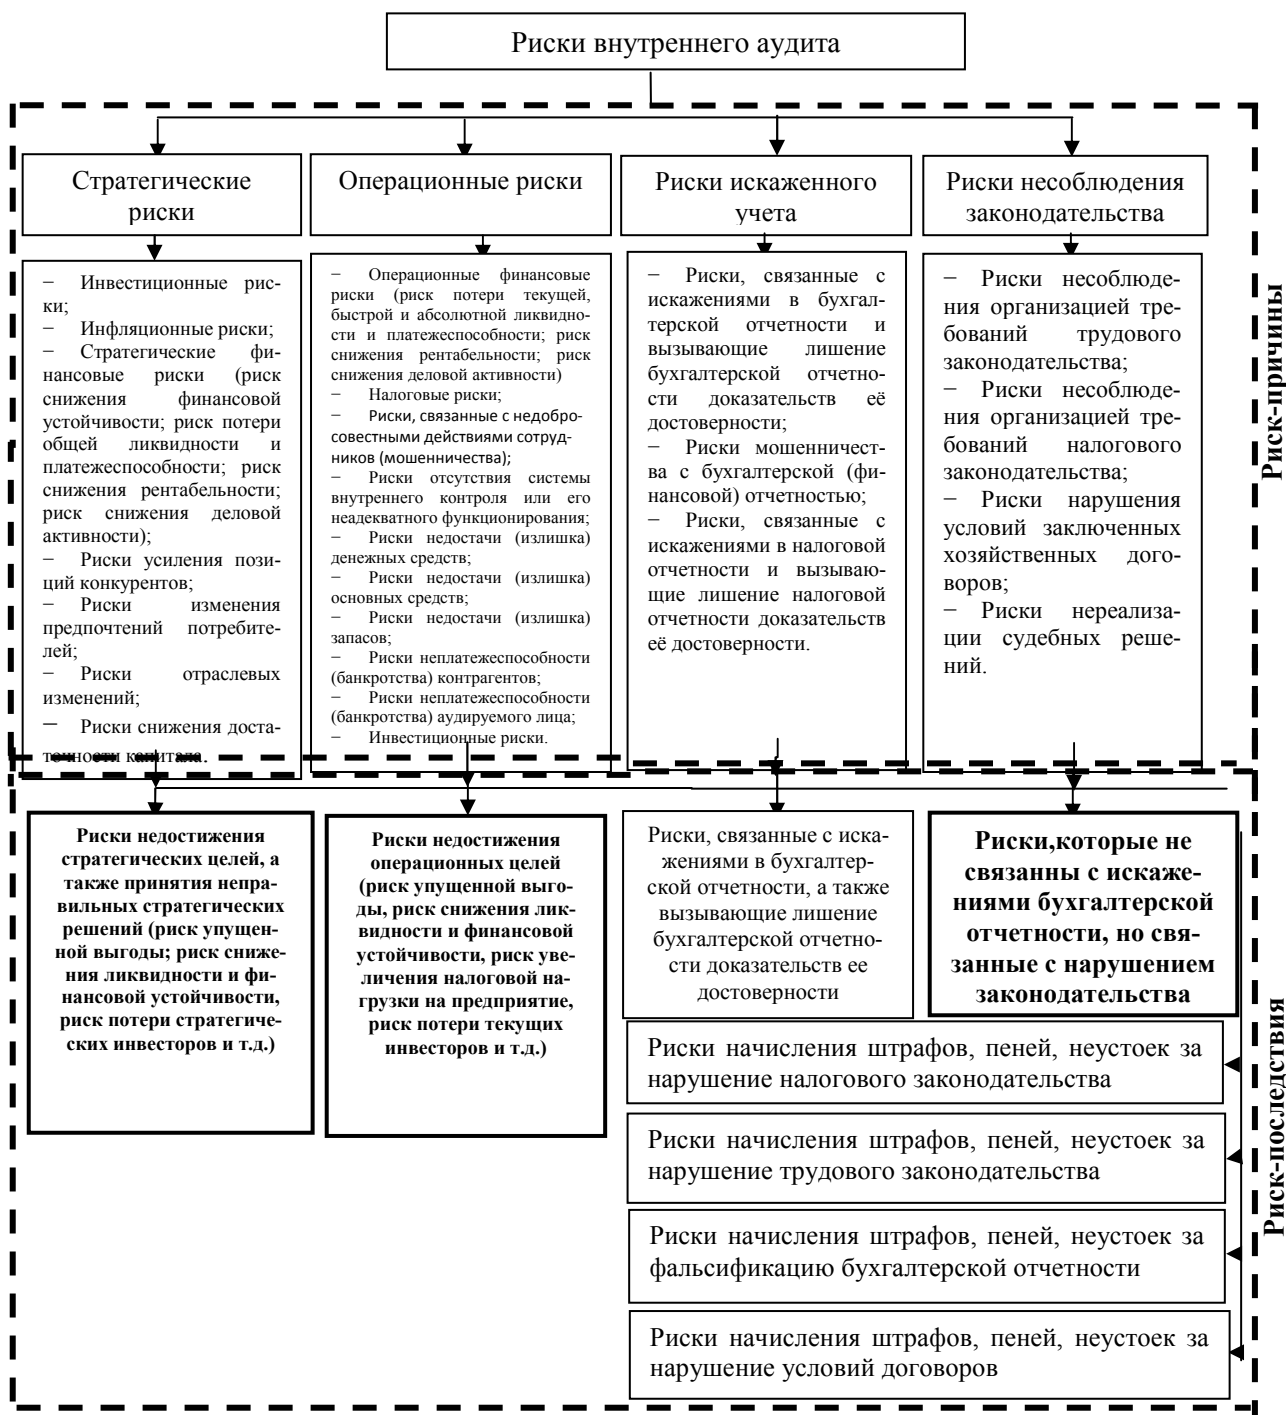 Риски внутреннего аудита
Стратегические
риски
Операционные риски
Риски искаженного
учета
Риски несоблюдения
законодательства
− Инвестиционные рис-
ки;
− Инфляционные риски;
− Стратегические фи-
нансовые риски (риск
снижения финансовой
устойчивости; риск потери
общей ликвидности и
платежеспособности; риск
снижения рентабельности;
риск снижения деловой
активности);
− Риски усиления пози-
ций конкурентов;
− Риски изменения
предпочтений потребите-
лей;
− Риски отраслевых
изменений;
− Риски снижения доста-
точности капитала.
− Операционные финансовые
риски (риск потери текущей,
быстрой и абсолютной ликвидно-
сти и платежеспособности; риск
снижения рентабельности; риск
снижения деловой активности)
− Налоговые риски;
− Риски, связанные с недобро-
совестными действиями сотруд-
ников (мошенничества);
− Риски отсутствия системы
внутреннего контроля или его
неадекватного функционирования;
− Риски недостачи (излишка)
денежных средств;
− Риски недостачи (излишка)
основных средств;
− Риски недостачи (излишка)
запасов;
− Риски неплатежеспособности
(банкротства) контрагентов;
− Риски неплатежеспособности
(банкротства) аудируемого лица;
− Инвестиционные риски.
− Риски, связанные с
искажениями в бухгал-
терской отчетности и
вызывающие лишение
бухгалтерской отчетно-
сти доказательств её
достоверности;
− Риски мошенничест
ва с бухгалтерской (фи-
нансовой) отчетностью;
− Риски, связанные с
искажениями в налоговой
отчетности и вызываю-
щие лишение налоговой
отчетности доказательств
её достоверности.
− Риски несоблюде-
ния организацией тре-
бований трудового
законодательства;
− Риски несоблюде-
ния организацией тре-
бований налогового
законодательства;
− Риски нарушения
условий заключенных
хозяйственных дого-
воров;
− Риски нереализа-
ции судебных реше-
ний.
Риск-причины
Риски недостижения
стратегических целей, а
также принятия непра-
вильных стратегических
решений (риск упущен-
ной выгоды; риск сниже-
ния ликвидности и фи-
нансовой устойчивости,
риск потери стратегиче-
ских инвесторов и т.д.)
Риски недостижения
операционных целей
(риск упущенной выго-
ды, риск снижения лик-
видности и финансовой
устойчивости, риск уве-
личения налоговой на-
грузки на предприятие,
риск потери текущих
инвесторов и т.д.)
Риски, связанные с иска-
жениями в бухгалтер-
ской отчетности, а также
вызывающие лишение
бухгалтерской отчетно-
сти доказательств ее
достоверности
Риски,которые не
связанны с искаже-
ниями бухгалтерской
отчетности, но свя-
занные с нарушением
законодательства
Риски начисления штрафов, пеней, неустоек за
нарушение налогового законодательства
Риски начисления штрафов, пеней, неустоек за
нарушение трудового законодательства
Риски начисления штрафов, пеней, неустоек за
фальсификацию бухгалтерской отчетности
Риски начисления штрафов, пеней, неустоек за
нарушение условий договоров
Риск-последствия